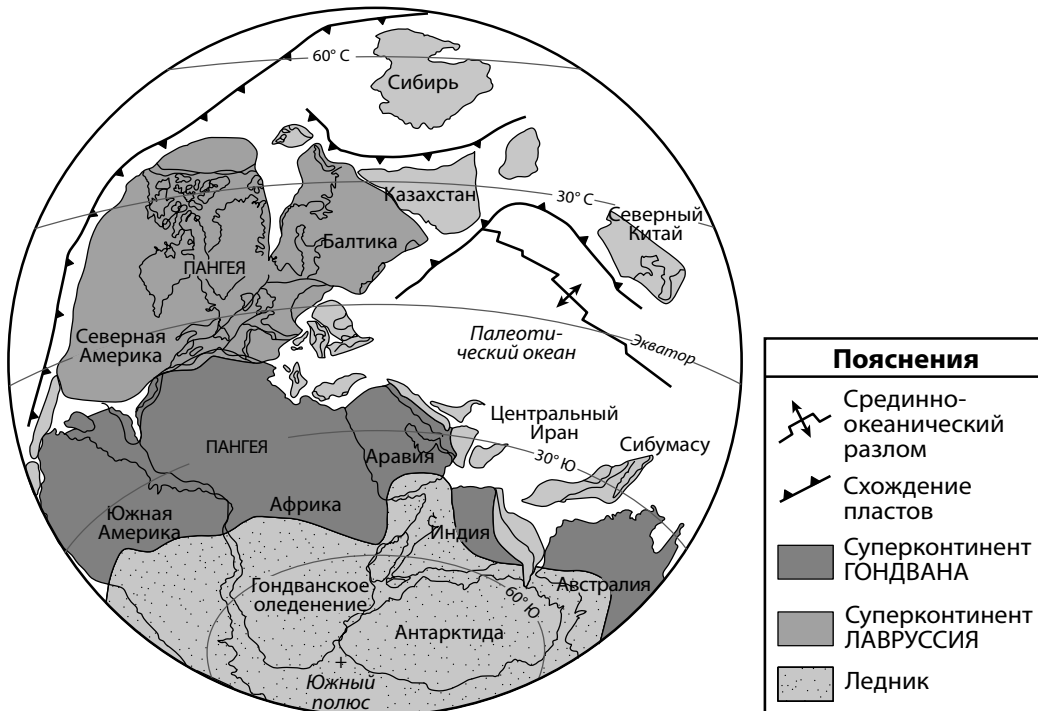 60° С
Сибирь
Казахстан
30° С
Северный
Китай
Балтика
ПАНГЕЯ
Северная
Америка
Палеоти-
ческий океан
Экватор
Центральный
Иран
Сибумасу
ПАНГЕЯ
Аравия
30° Ю
Африка
Южная
Америка
Индия
Гондванское
оледенение
Австралия
60° Ю
Антарктида
Южный
полюс
Пояснения
Срединно-
океанический
разлом
Схождение
пластов
Суперконтинент
ГОНДВАНА
Суперконтинент
ЛАВРУССИЯ
Ледник